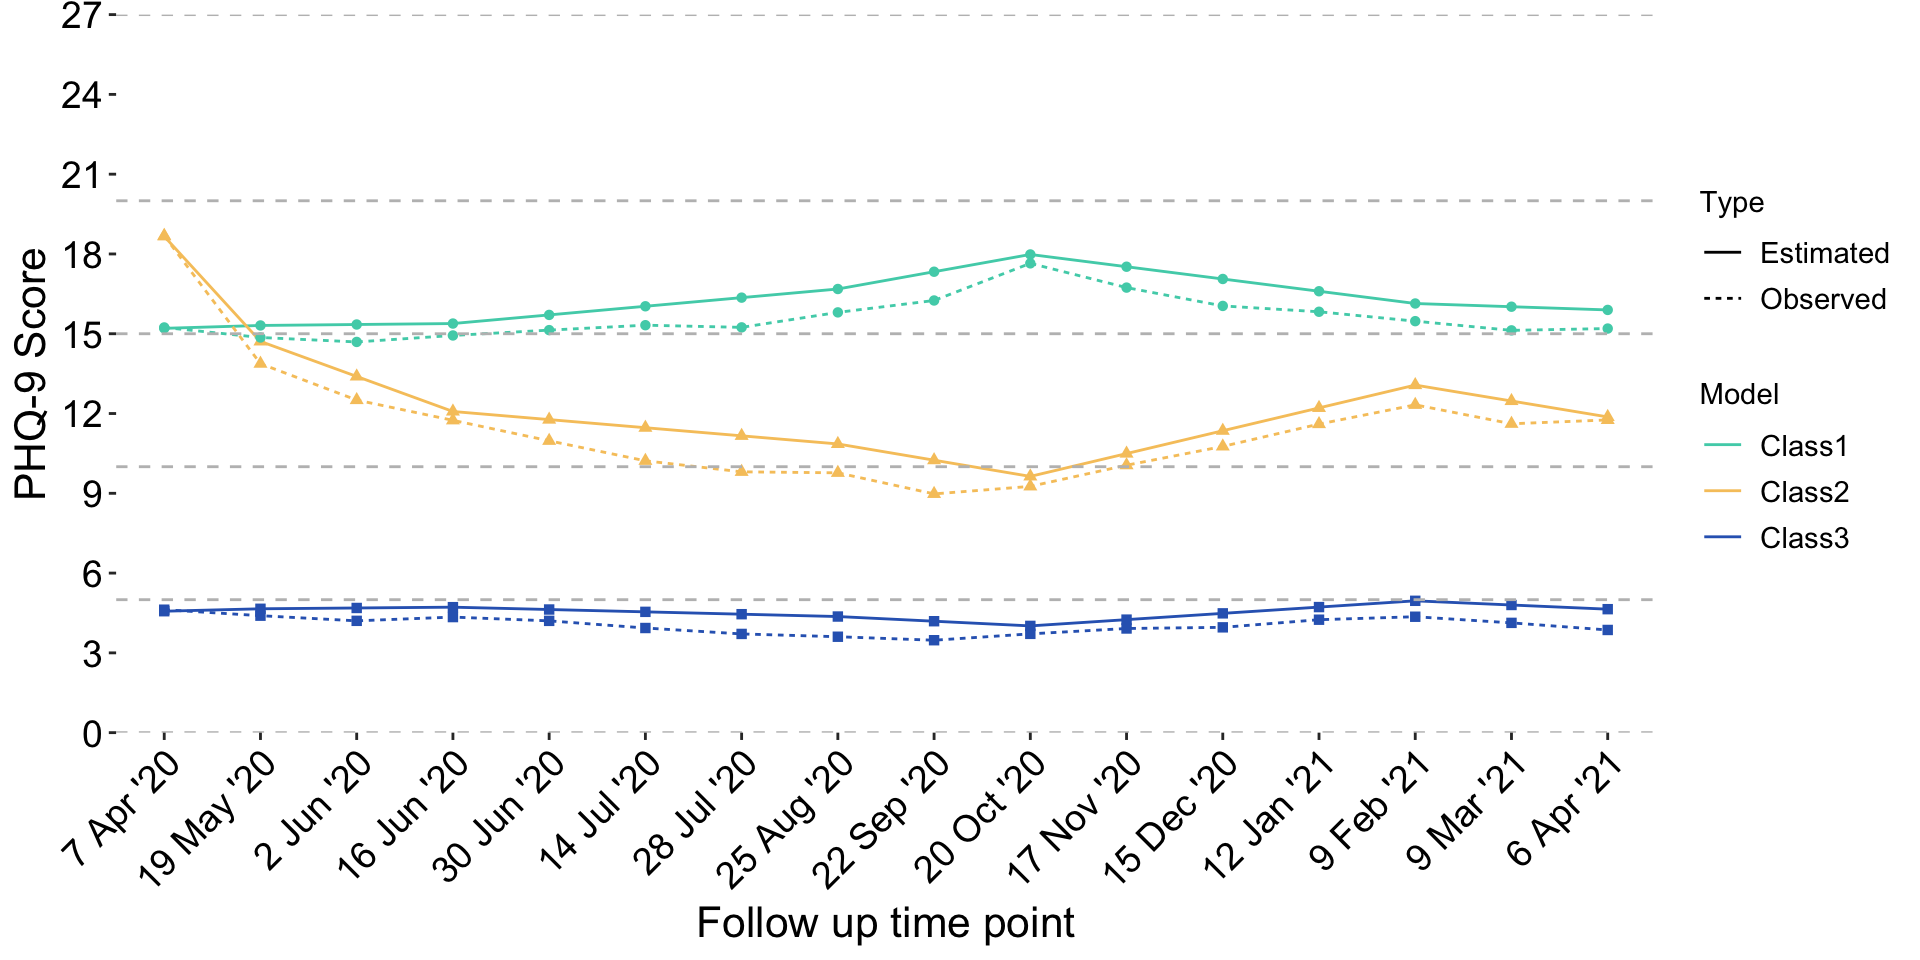 27
24
21
18
15
12
9
6
3
0
PHQ-9 Score
7 Apr '20
19 May '20
2 Jun '20
16 Jun '20
30 Jun '20
14 Jul '20
28 Jul '20
25 Aug '20
22 Sep '20
20 Oct '20
17 Nov '20
15 Dec '20
12 Jan '21
9 Feb '21
9 Mar '21
6 Apr '21
Follow up time point
Type
Estimated
Observed
Model
Class1
Class2
Class3